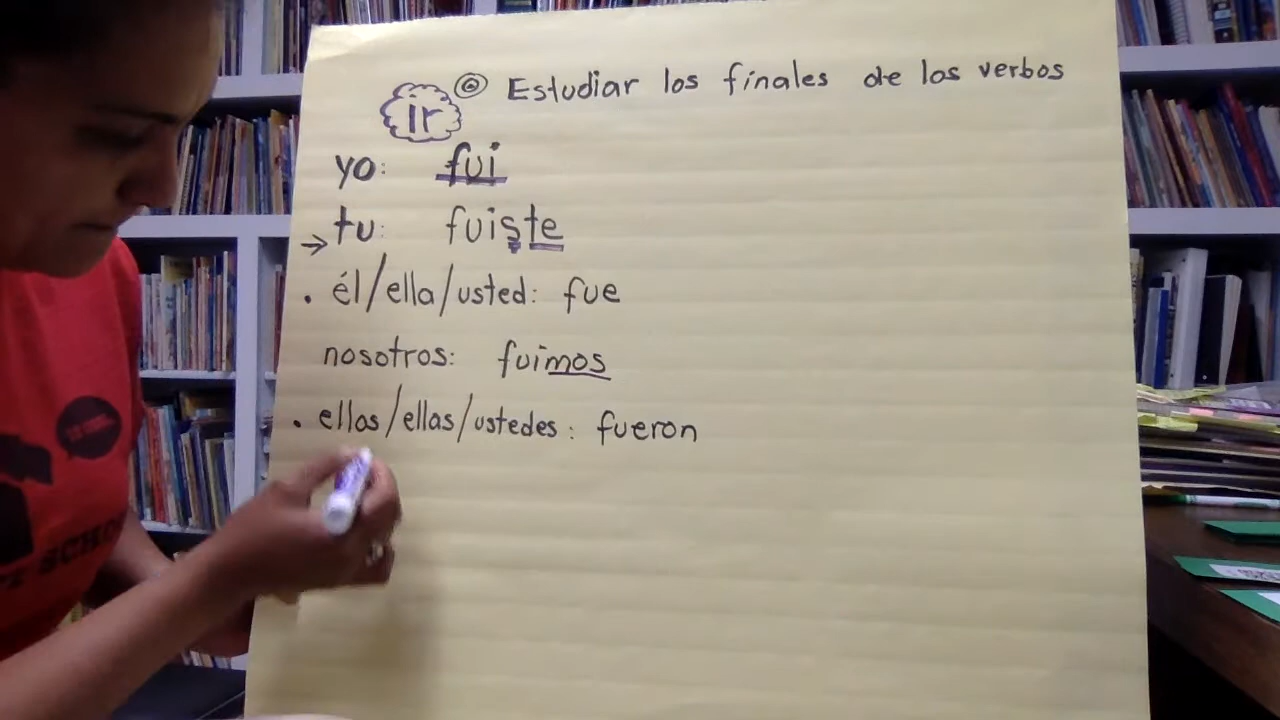 ◎ Estudiar los finales de los verbos
ir
yo: fui
→ tu: fuiste
. él/ella/usted: fue
nosotros: fuimos
. ellos/ellas/ustedes: fueron